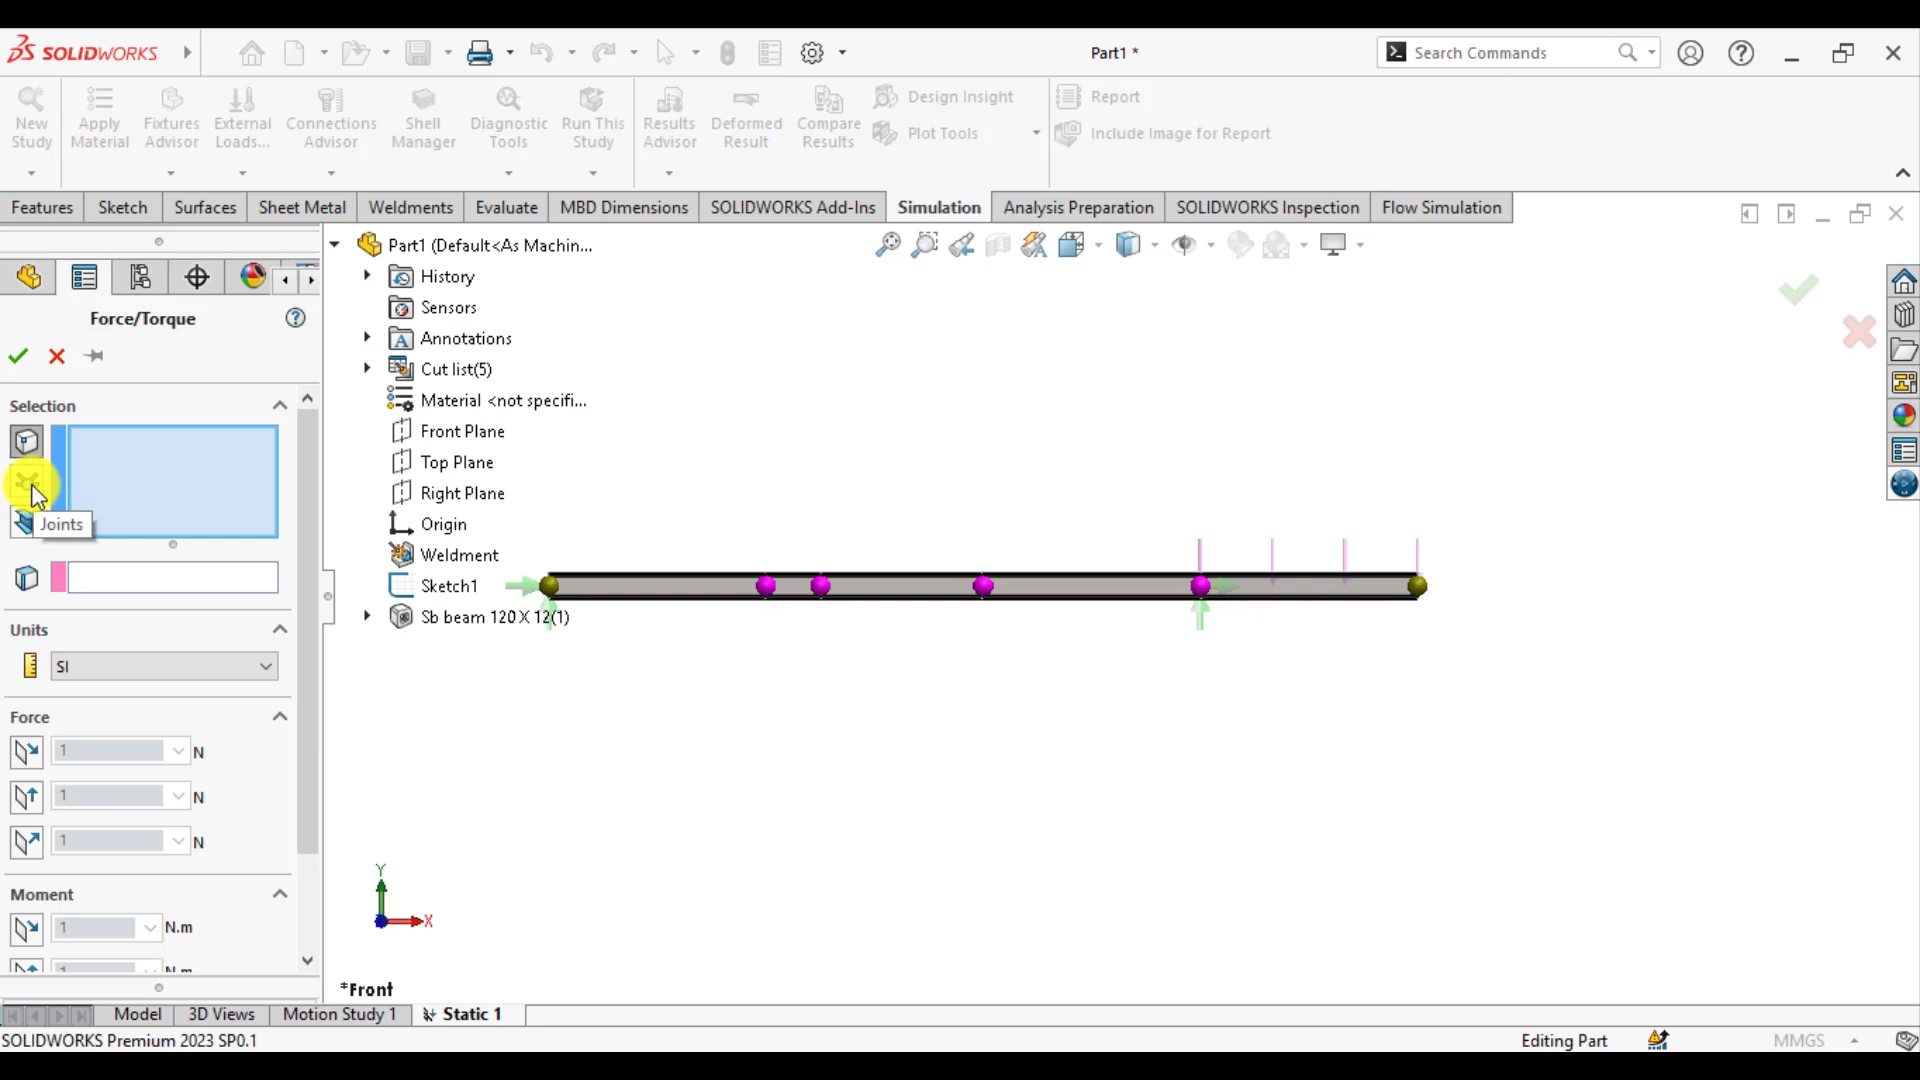 SOLIDWORKS
Part1 *
Search Commands
New Study
Apply Material
Fixtures Advisor
External Loads...
Connections Advisor
Shell Manager
Diagnostic Tools
Run This Study
Results Advisor
Deformed Result
Compare Results
Design Insight
Plot Tools
Report
Include Image for Report
Features
Sketch
Surfaces
Sheet Metal
Weldments
Evaluate
MBD Dimensions
SOLIDWORKS Add-Ins
Simulation
Analysis Preparation
SOLIDWORKS Inspection
Flow Simulation
Force/Torque
Selection
Joints
Units
SI
Force
1 N
1 N
1 N
Moment
1 N.m
Part1 (Default<As Machin...
History
Sensors
Annotations
Cut list(5)
Material <not specifi...
Front Plane
Top Plane
Right Plane
Origin
Weldment
Sketch1
Sb beam 120 X 12(1)
Y
X
*Front
Model
3D Views
Motion Study 1
Static 1
SOLIDWORKS Premium 2023 SP0.1
Editing Part
MMGS